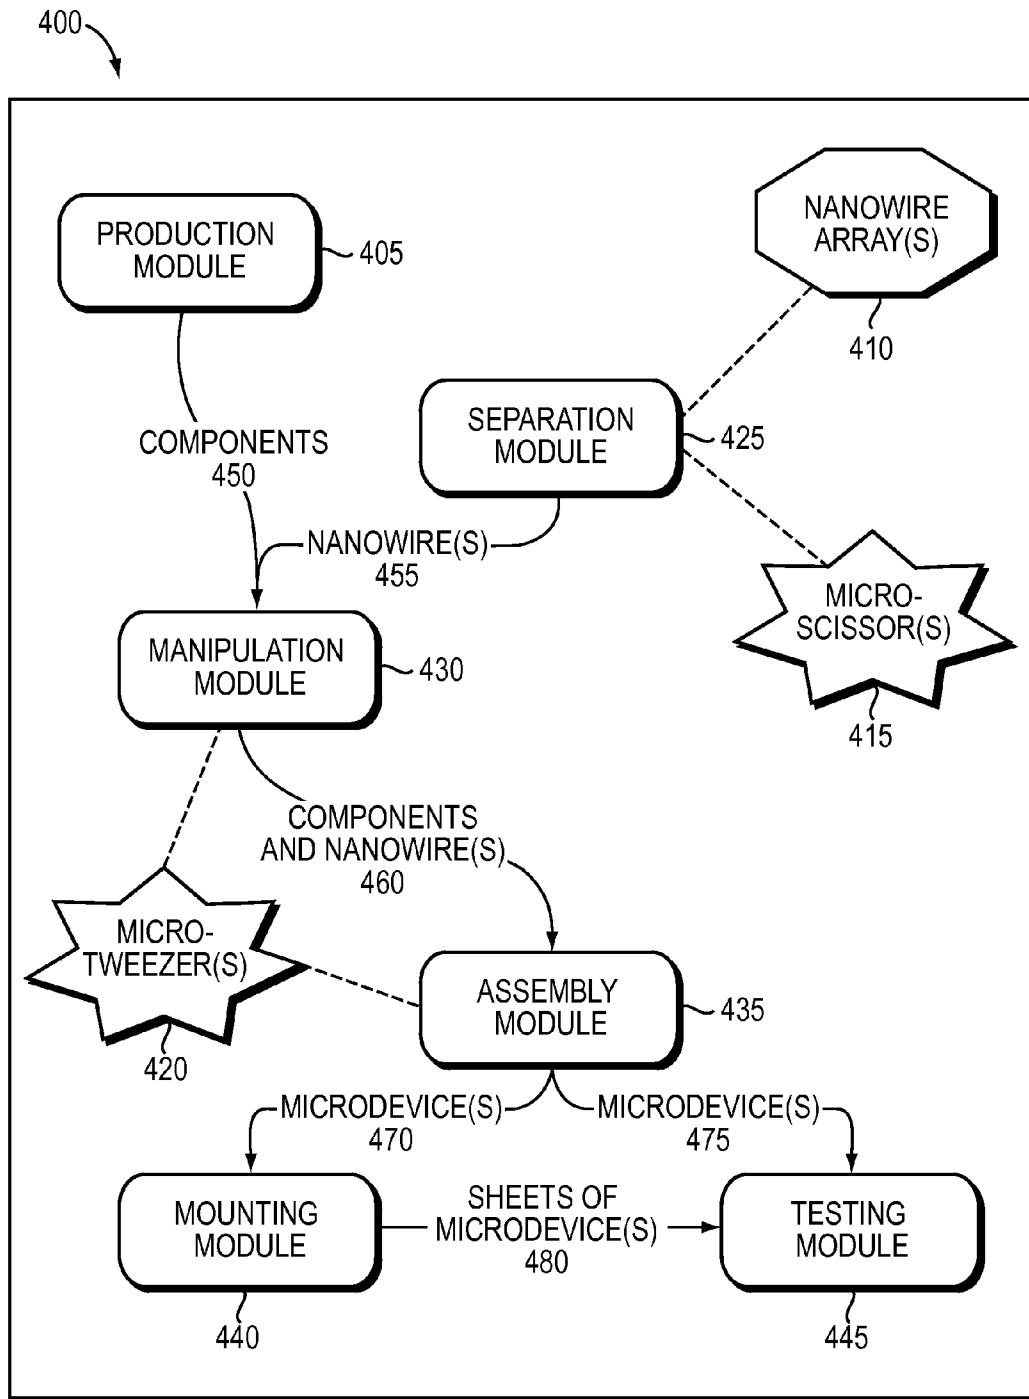 400
PRODUCTION
MODULE
405
NANOWIRE
ARRAY(S)
410
SEPARATION
MODULE
425
COMPONENTS
450
NANOWIRE(S)
455
MICRO-
SCISSOR(S)
415
MANIPULATION
MODULE
430
COMPONENTS
AND NANOWIRE(S)
460
MICRO-
TWEEZER(S)
420
ASSEMBLY
MODULE
435
MICRODEVICE(S)
470
MICRODEVICE(S)
475
MOUNTING
MODULE
440
SHEETS OF
MICRODEVICE(S)
480
TESTING
MODULE
445